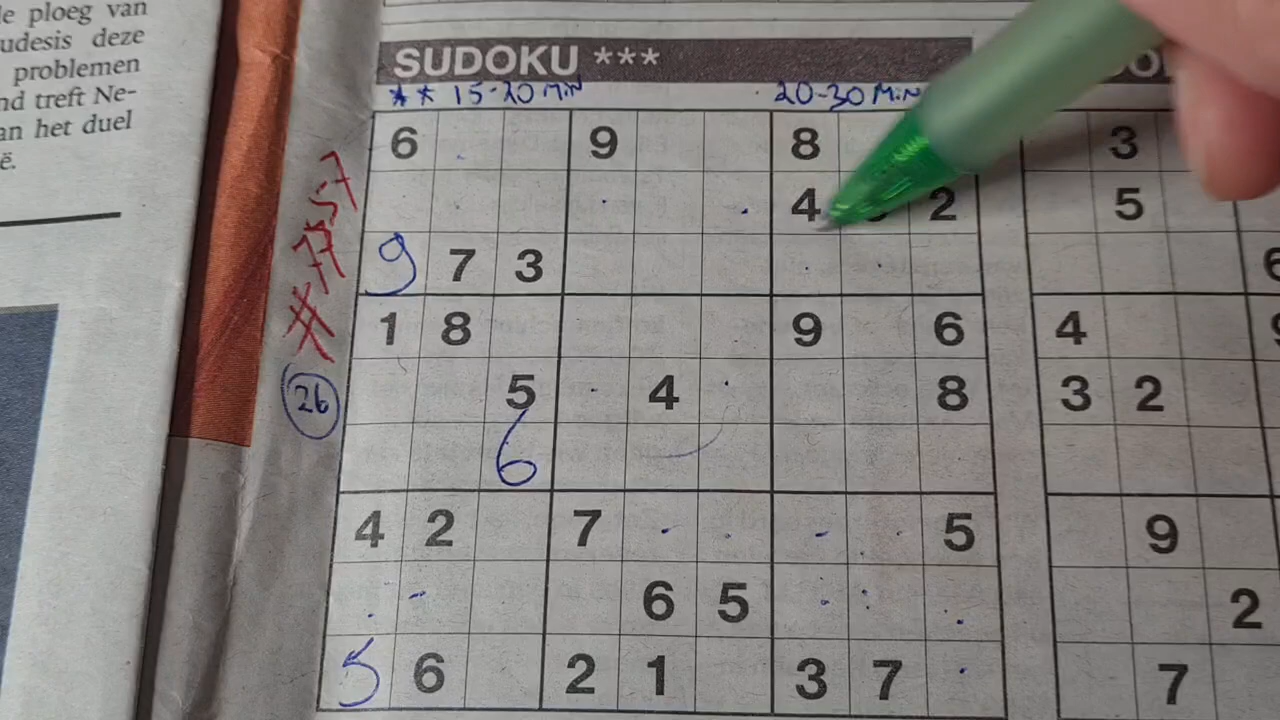 le ploeg van
udesis deze
problemen
nd treft Ne-
an het duel
ë.
SUDOKU ***
** 15-20 MIN 20-30 MIN
6 9 8 3
4 2 5
9 7 3 6
1 8 9 6 4
26 5 4 8 3 2
6
4 2 7 5 9
6 5 2
5 6 2 1 3 7 7